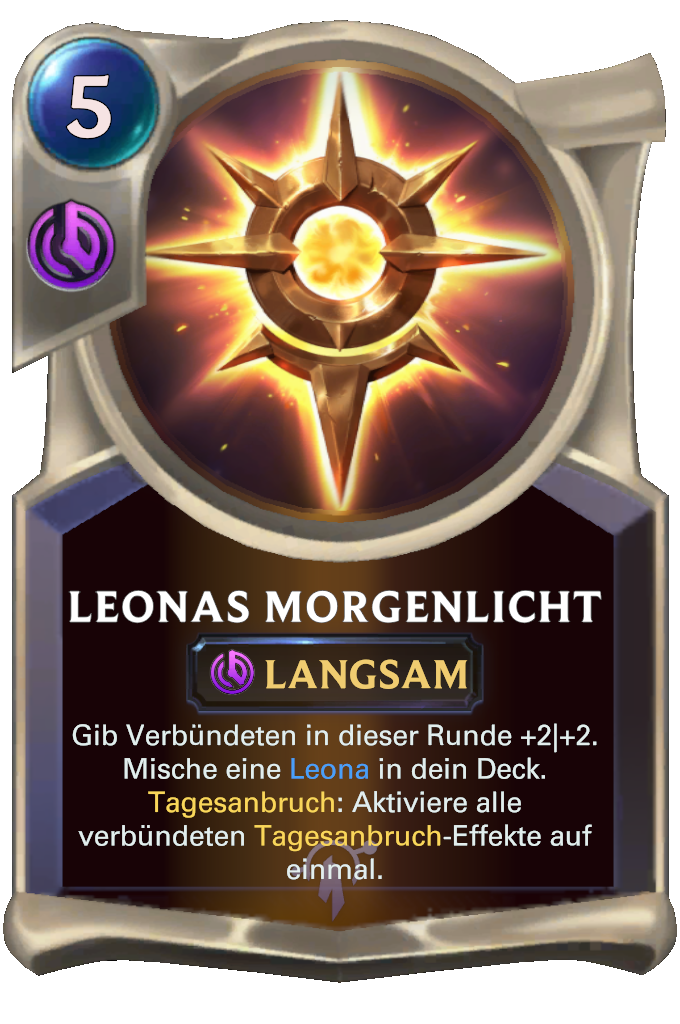 5
LEONAS MORGENLICHT
LANGSAM
Gib Verbündeten in dieser Runde +2|+2.
Mische eine Leona in dein Deck.
Tagesanbruch: Aktiviere alle
verbündeten Tagesanbruch-Effekte auf
einmal.